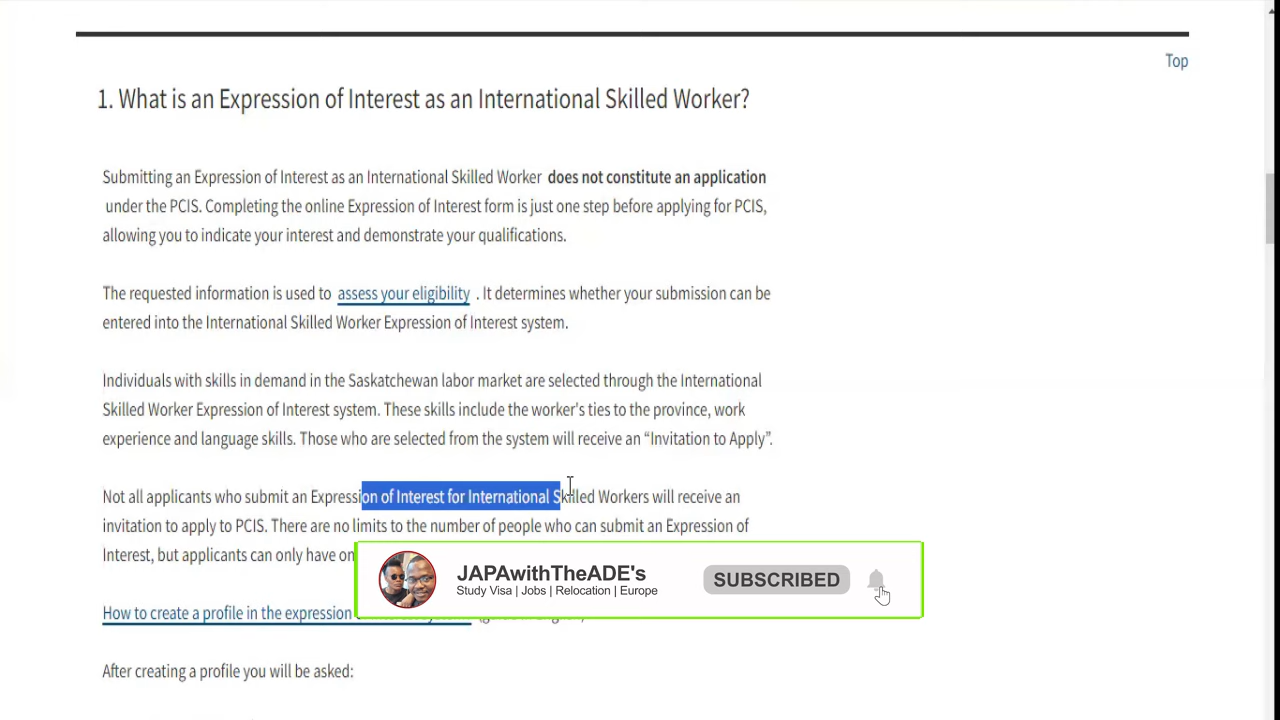 Top
1. What is an Expression of Interest as an International Skilled Worker?
Submitting an Expression of Interest as an International Skilled Worker does not constitute an application
under the PCIS. Completing the online Expression of Interest form is just one step before applying for PCIS,
allowing you to indicate your interest and demonstrate your qualifications.
The requested information is used to assess your eligibility . It determines whether your submission can be
entered into the International Skilled Worker Expression of Interest system.
Individuals with skills in demand in the Saskatchewan labor market are selected through the International
Skilled Worker Expression of Interest system. These skills include the worker's ties to the province, work
experience and language skills. Those who are selected from the system will receive an “Invitation to Apply”.
Not all applicants who submit an Expression of Interest for International Skilled Workers will receive an
invitation to apply to PCIS. There are no limits to the number of people who can submit an Expression of
Interest, but applicants can only have
JAPAwithTheADE's
Study Visa | Jobs | Relocation | Europe
SUBSCRIBED
How to create a profile in the expression
After creating a profile you will be asked: